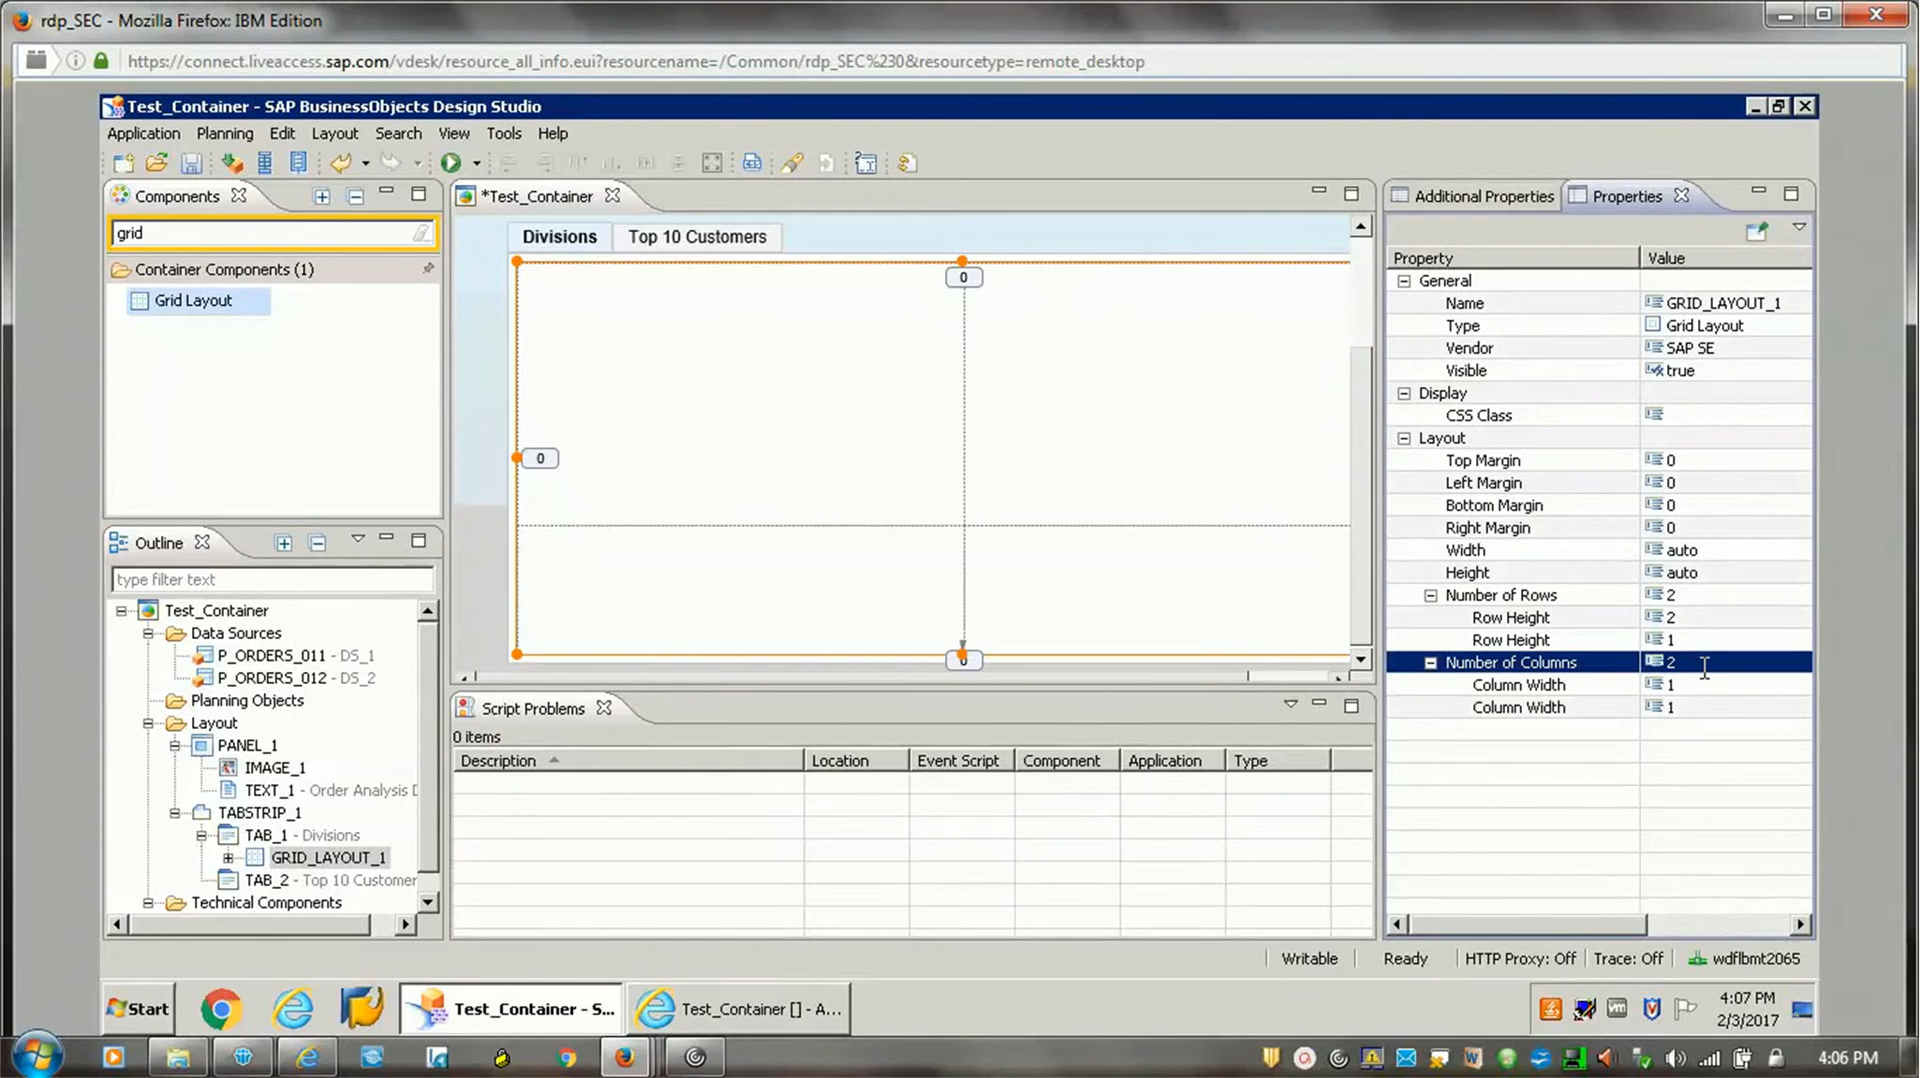 rdp_SEC - Mozilla Firefox: IBM Edition
https://connect.liveaccess.sap.com/vdesk/resource_all_info.eui?resourcename=/Common/rdp_SEC%230&resourcetype=remote_desktop
Test_Container - SAP BusinessObjects Design Studio
Application Planning Edit Layout Search View Tools Help
Components
grid
Container Components (1)
Grid Layout
*Test_Container
Divisions Top 10 Customers
0
0
0
Additional Properties Properties
Property Value
General
Name GRID_LAYOUT_1
Type Grid Layout
Vendor SAP SE
Visible true
Display
CSS Class
Layout
Top Margin 0
Left Margin 0
Bottom Margin 0
Right Margin 0
Width auto
Height auto
Number of Rows 2
Row Height 2
Row Height 1
Number of Columns 2
Column Width 1
Column Width 1
Outline
type filter text
Test_Container
Data Sources
P_ORDERS_011 - DS_1
P_ORDERS_012 - DS_2
Planning Objects
Layout
PANEL_1
IMAGE_1
TEXT_1 - Order Analysis D
TABSTRIP_1
TAB_1 - Divisions
GRID_LAYOUT_1
TAB_2 - Top 10 Customer
Technical Components
Script Problems
0 items
Description Location Event Script Component Application Type
Writable Ready HTTP Proxy: Off Trace: Off wdflbmt2065
Start Test_Container - S... Test_Container [] - A...
4:07 PM
2/3/2017
4:06 PM